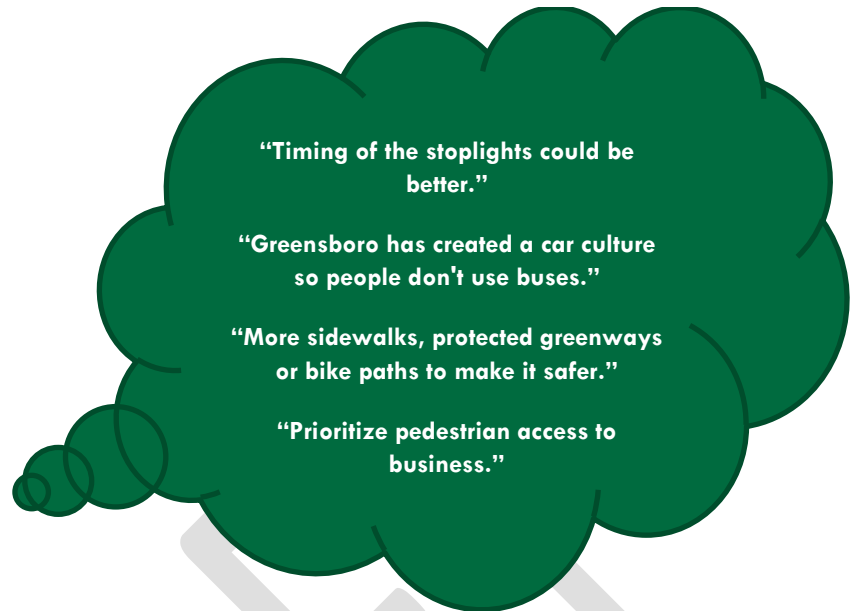 “Timing of the stoplights could be
better.”
“Greensboro has created a car culture
so people don't use buses.”
“More sidewalks, protected greenways
or bike paths to make it safer.”
“Prioritize pedestrian access to
business.”